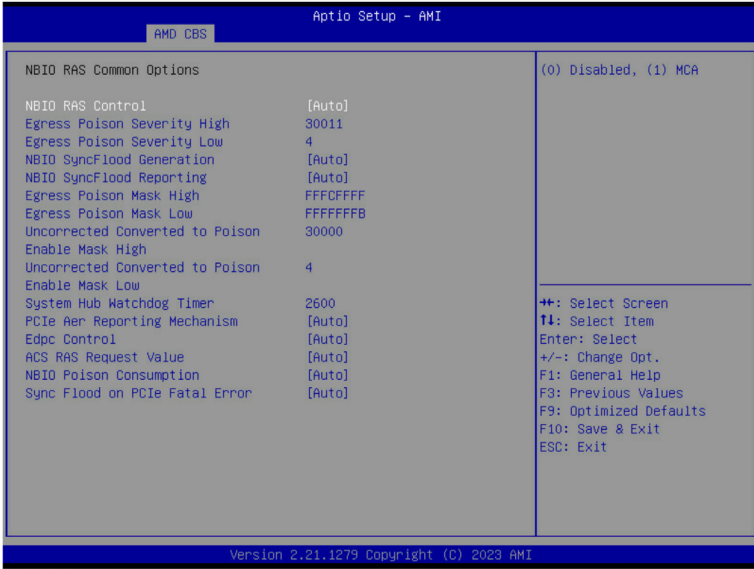 Aptio Setup - AMI
AMD CBS
NBIO RAS Common Options
NBIO RAS Control [Auto]
Egress Poison Severity High 30011
Egress Poison Severity Low 4
NBIO SyncFlood Generation [Auto]
NBIO SyncFlood Reporting [Auto]
Egress Poison Mask High FFFCFFFF
Egress Poison Mask Low FFFFFFFB
Uncorrected Converted to Poison 30000
Enable Mask High
Uncorrected Converted to Poison 4
Enable Mask Low
System Hub Watchdog Timer 2600
PCIe Aer Reporting Mechanism [Auto]
Edpc Control [Auto]
ACS RAS Request Value [Auto]
NBIO Poison Consumption [Auto]
Sync Flood on PCIe Fatal Error [Auto]
(0) Disabled, (1) MCA
→←: Select Screen
↑↓: Select Item
Enter: Select
+/-: Change Opt.
F1: General Help
F3: Previous Values
F9: Optimized Defaults
F10: Save & Exit
ESC: Exit
Version 2.21.1279 Copyright (C) 2023 AMI